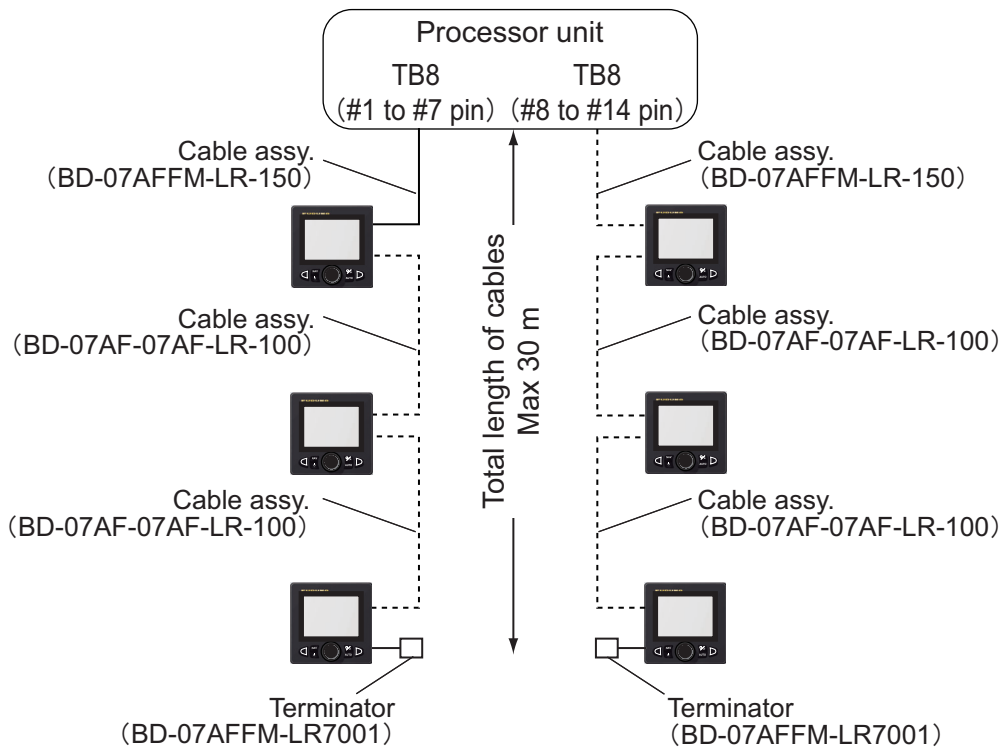 Processor unit
TB8 TB8
(#1 to #7 pin) (#8 to #14 pin)
Cable assy.
(BD-07AFFM-LR-150)
Cable assy.
(BD-07AFFM-LR-150)
Total length of cables
Max 30 m
Cable assy.
(BD-07AF-07AF-LR-100)
Cable assy.
(BD-07AF-07AF-LR-100)
Cable assy.
(BD-07AF-07AF-LR-100)
Cable assy.
(BD-07AF-07AF-LR-100)
Terminator
(BD-07AFFM-LR7001)
Terminator
(BD-07AFFM-LR7001)